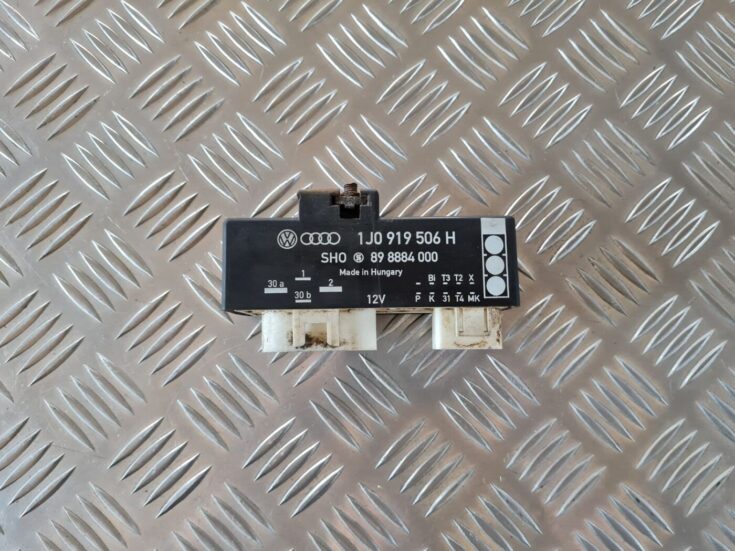 1J0 919 506 H
SHO 89 8884 000
Made in Hungary
1
30 a 2
30 b
12V
Bi T3 T2 X
P K 31 T4 MK